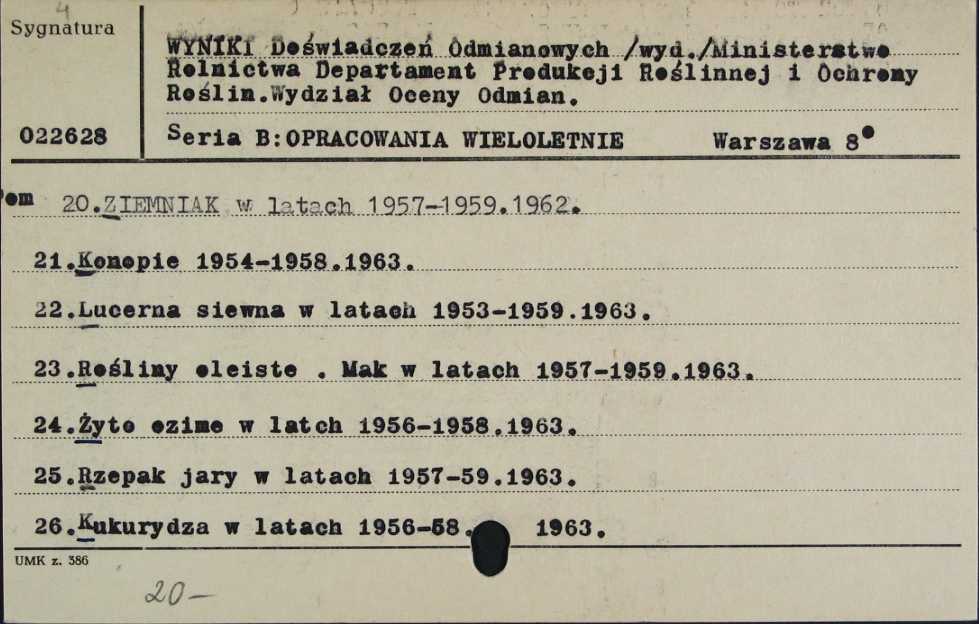 4
Sygnatura
WYNIKI Doświadczeń Odmianowych /wyd./Ministerstwo
Rolnictwa Departament Produkcji Roślinnej i Ochrony
Roślin.Wydział Oceny Odmian.
022628
Seria B:OPRACOWANIA WIELOLETNIE Warszawa 8°
om 20.ZIEMNIAK w latach 1957-1959.1962.
21.Konopie 1954-1958.1963.
22.Lucerna siewna w latach 1953-1959.1963.
23.Rośliny oleiste . Mak w latach 1957-1959.1963.
24.Żyto ozime w latch 1956-1958.1963.
25.Rzepak jary w latach 1957-59.1963.
26.Kukurydza w latach 1956-58. 1963.
UMK z. 386
20-